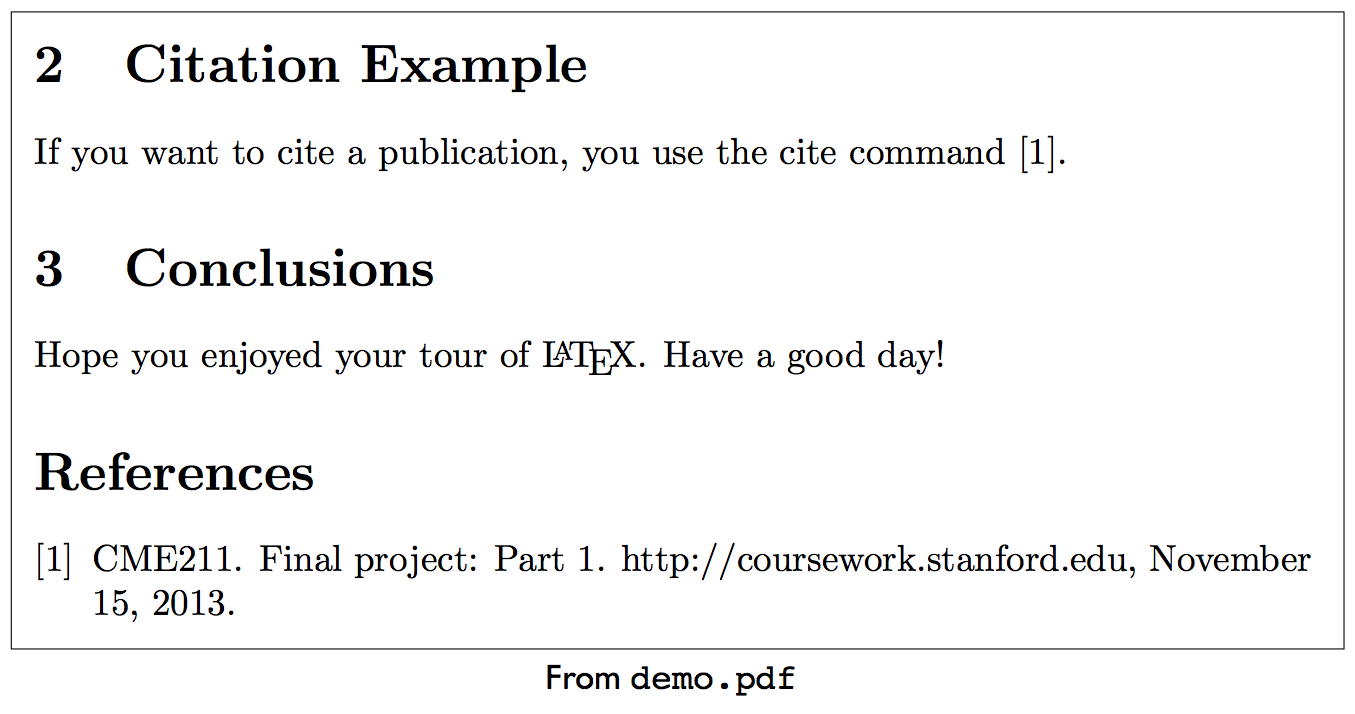 2 Citation Example
If you want to cite a publication, you use the cite command [1].
3 Conclusions
Hope you enjoyed your tour of LATEX. Have a good day!
References
[1] CME211. Final project: Part 1. http://coursework.stanford.edu, November
15, 2013.
From demo.pdf